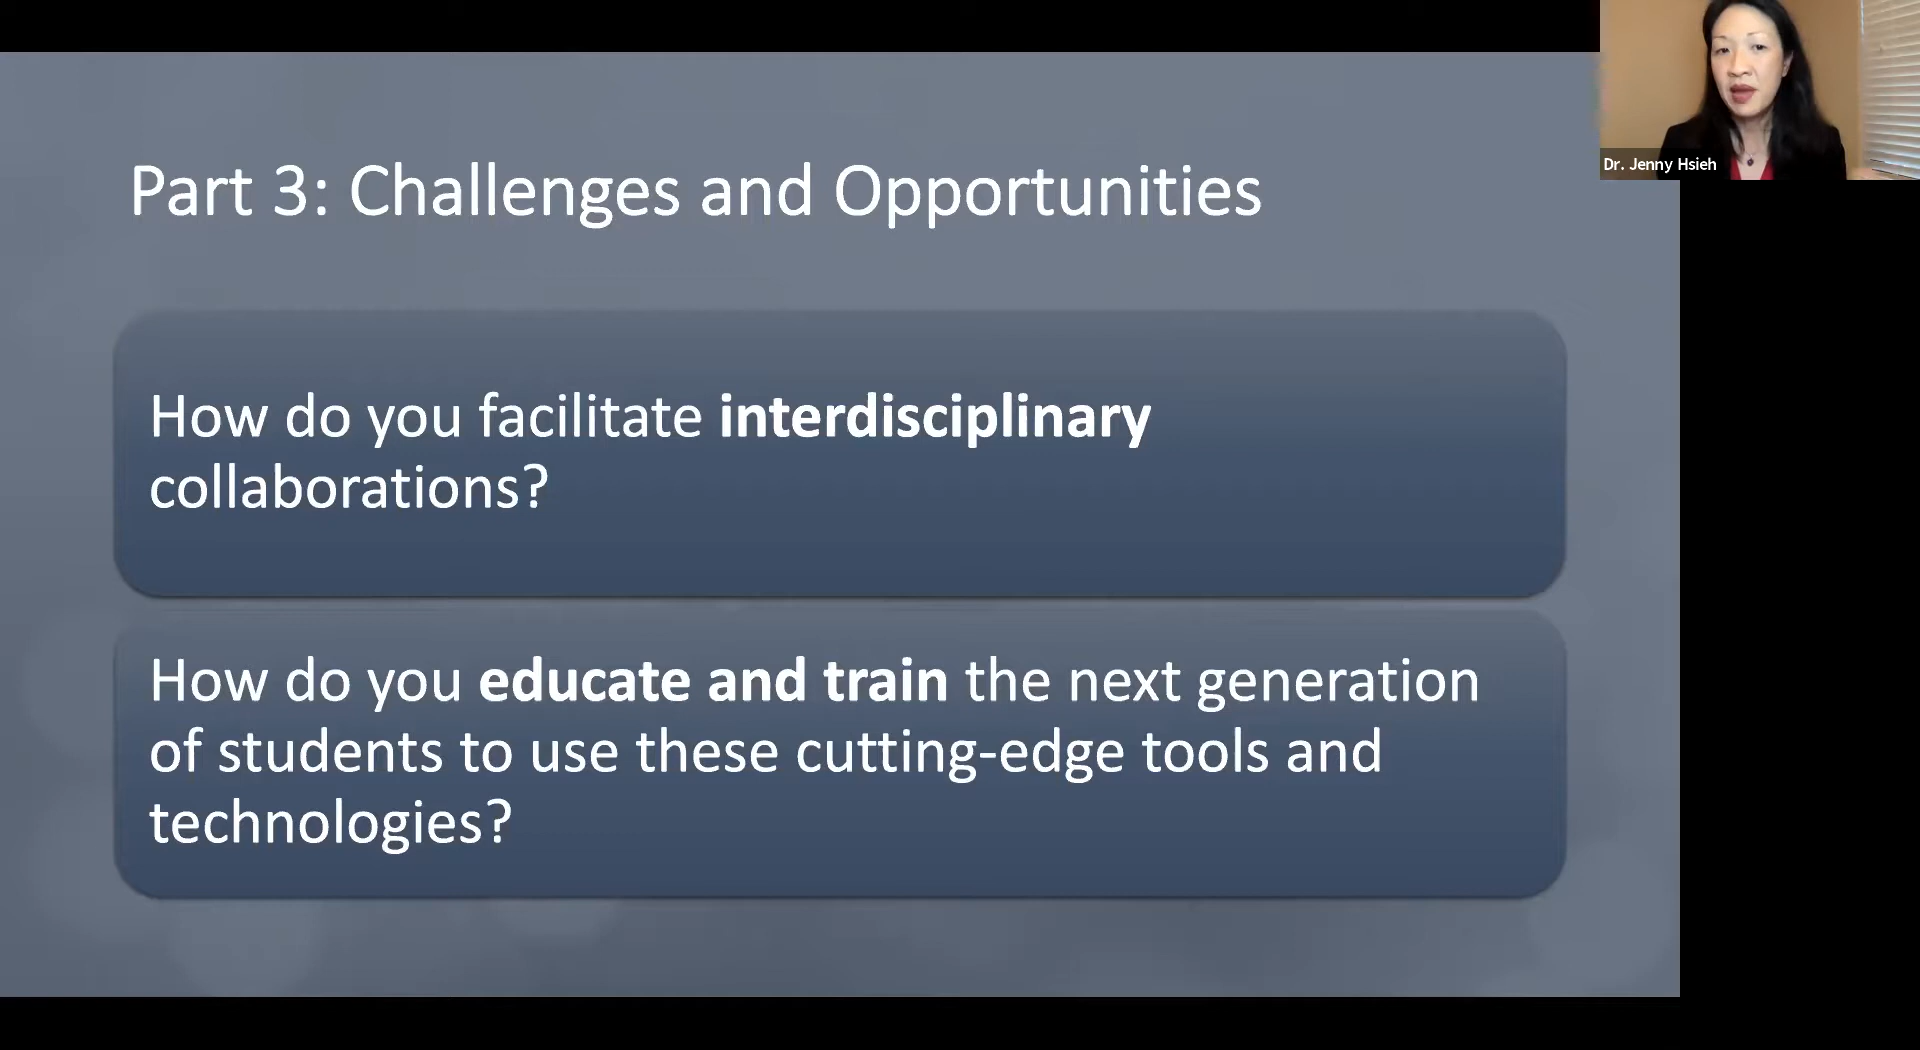 Part 3: Challenges and Opportunities
Dr. Jenny Hsieh
How do you facilitate interdisciplinary
collaborations?
How do you educate and train the next generation
of students to use these cutting-edge tools and
technologies?